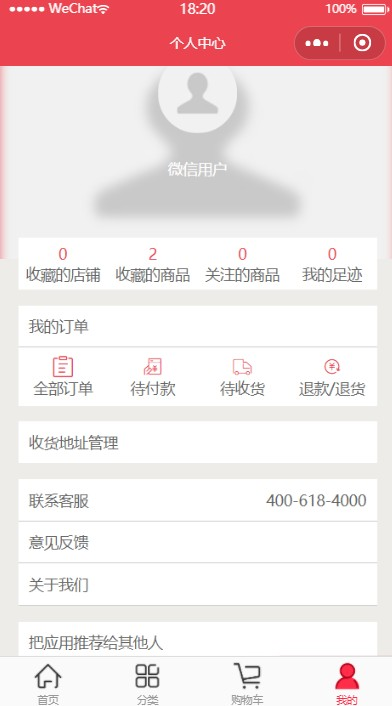 ●●●●● WeChat 18:20 100%
个人中心
微信用户
0 2 0 0
收藏的店铺 收藏的商品 关注的商品 我的足迹
我的订单
全部订单 待付款 待收货 退款/退货
收货地址管理
联系客服 400-618-4000
意见反馈
关于我们
把应用推荐给其他人
首页 分类 购物车 我的